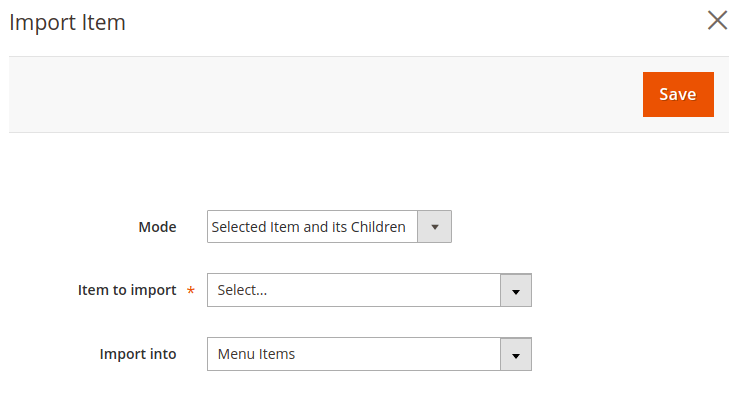 Import Item
Save
Mode
Selected Item and its Children
Item to import *
Select...
Import into
Menu Items